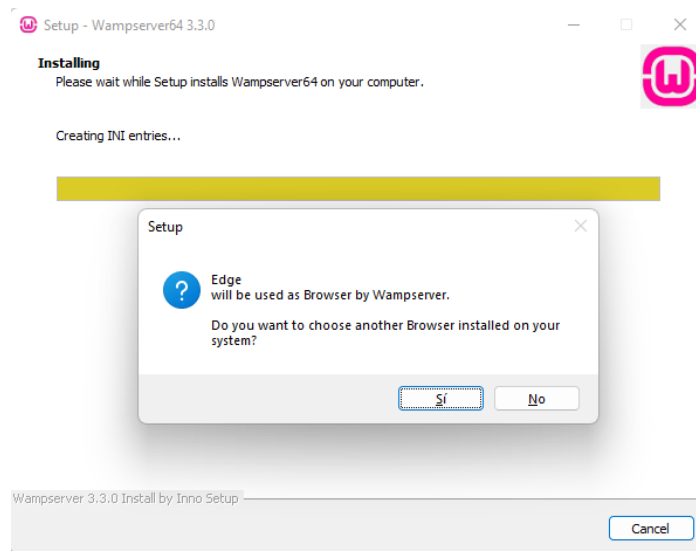 Setup - Wampserver64 3.3.0
Installing
Please wait while Setup installs Wampserver64 on your computer.
Creating INI entries...
Setup
Edge
will be used as Browser by Wampserver.
Do you want to choose another Browser installed on your
system?
Sí No
Wampserver 3.3.0 Install by Inno Setup
Cancel